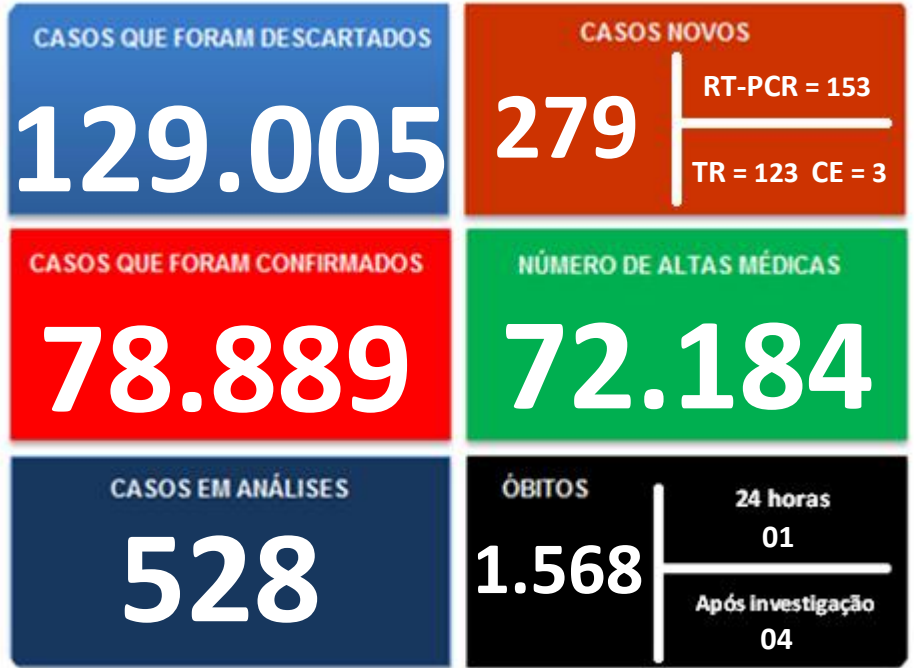 CASOS QUE FORAM DESCARTADOS
129.005
CASOS NOVOS
279
RT-PCR = 153
TR = 123 CE = 3
CASOS QUE FORAM CONFIRMADOS
78.889
NÚMERO DE ALTAS MÉDICAS
72.184
CASOS EM ANÁLISES
528
ÓBITOS
1.568
24 horas
01
Após investigação
04